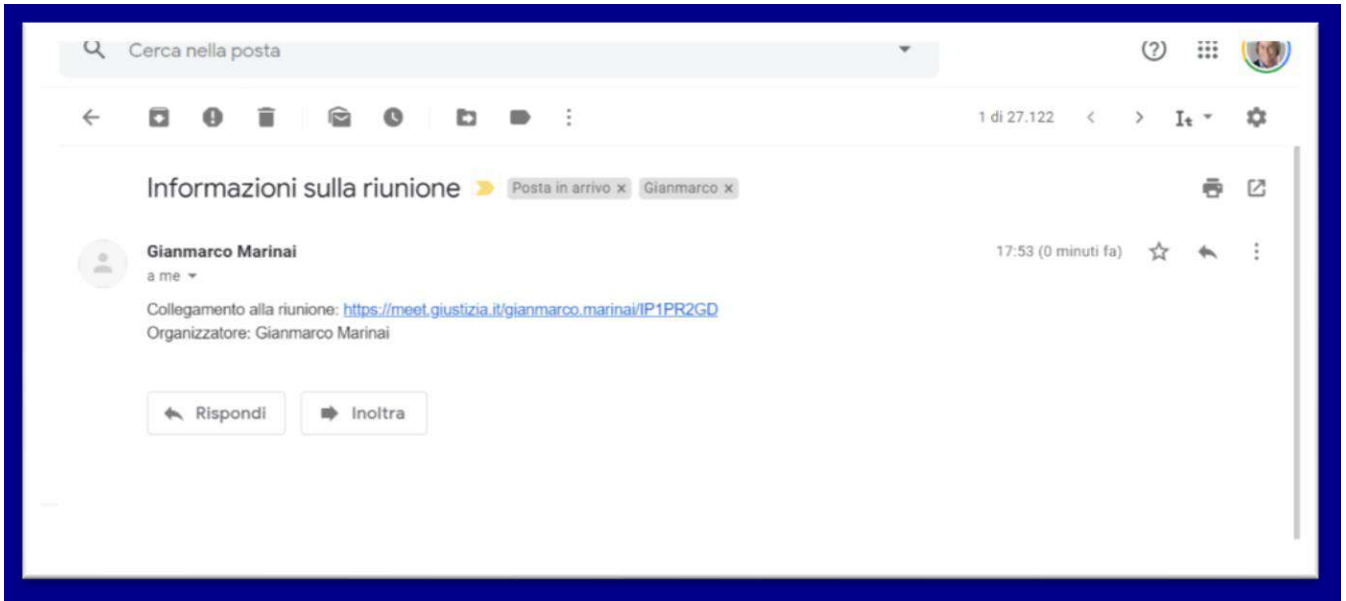 Cerca nella posta
1 di 27.122
Informazioni sulla riunione Posta in arrivo x Gianmarco x
Gianmarco Marinai 17:53 (0 minuti fa)
a me
Collegamento alla riunione: https://meet.giustizia.it/gianmarco.marinai/IP1PR2GD
Organizzatore: Gianmarco Marinai
Rispondi Inoltra